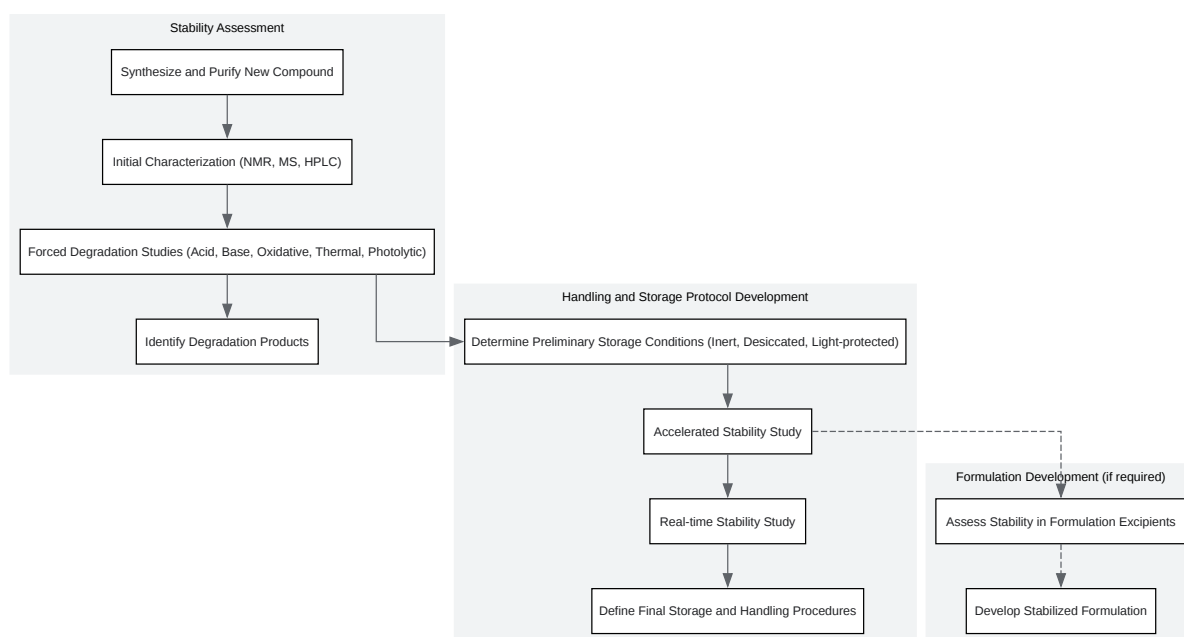 Stability Assessment
Synthesize and Purify New Compound
Initial Characterization (NMR, MS, HPLC)
Forced Degradation Studies (Acid, Base, Oxidative, Thermal, Photolytic)
Identify Degradation Products
Handling and Storage Protocol Development
Determine Preliminary Storage Conditions (Inert, Desiccated, Light-protected)
Accelerated Stability Study
Real-time Stability Study
Define Final Storage and Handling Procedures
Formulation Development (if required)
Assess Stability in Formulation Excipients
Develop Stabilized Formulation